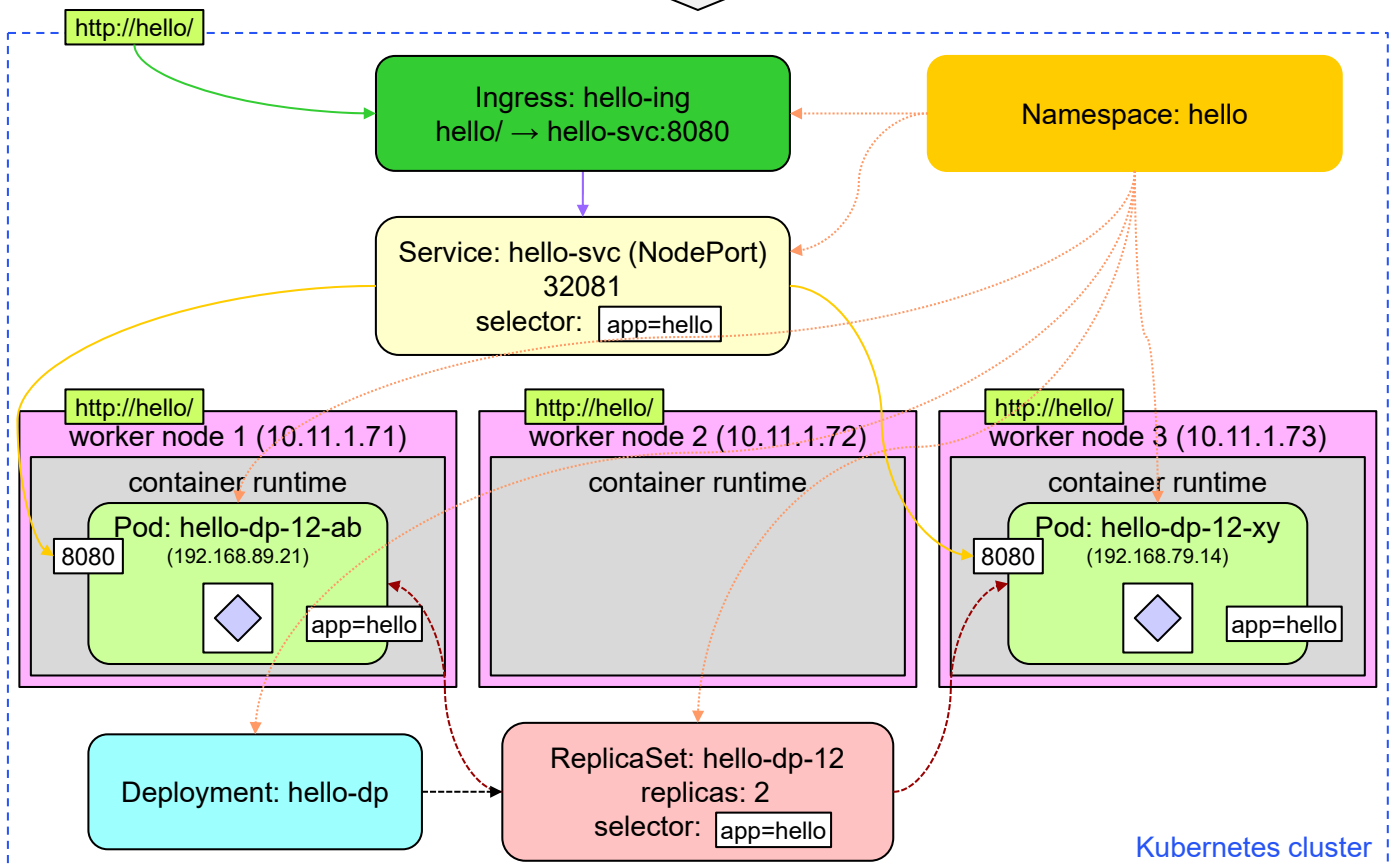 http://hello/
Ingress: hello-ing
hello/ → hello-svc:8080
Namespace: hello
Service: hello-svc (NodePort)
32081
selector: app=hello
http://hello/
worker node 1 (10.11.1.71)
container runtime
Pod: hello-dp-12-ab
(192.168.89.21)
8080
app=hello
http://hello/
worker node 2 (10.11.1.72)
container runtime
http://hello/
worker node 3 (10.11.1.73)
container runtime
Pod: hello-dp-12-xy
(192.168.79.14)
8080
app=hello
Deployment: hello-dp
ReplicaSet: hello-dp-12
replicas: 2
selector: app=hello
Kubernetes cluster